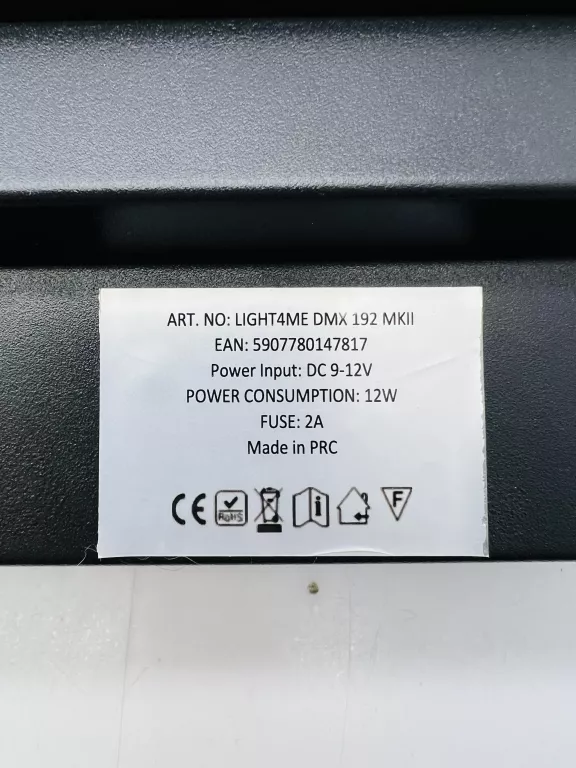 ART. NO: LIGHT4ME DMX 192 MKII
EAN: 5907780147817
Power Input: DC 9-12V
POWER CONSUMPTION: 12W
FUSE: 2A
Made in PRC
CE RoHS i F